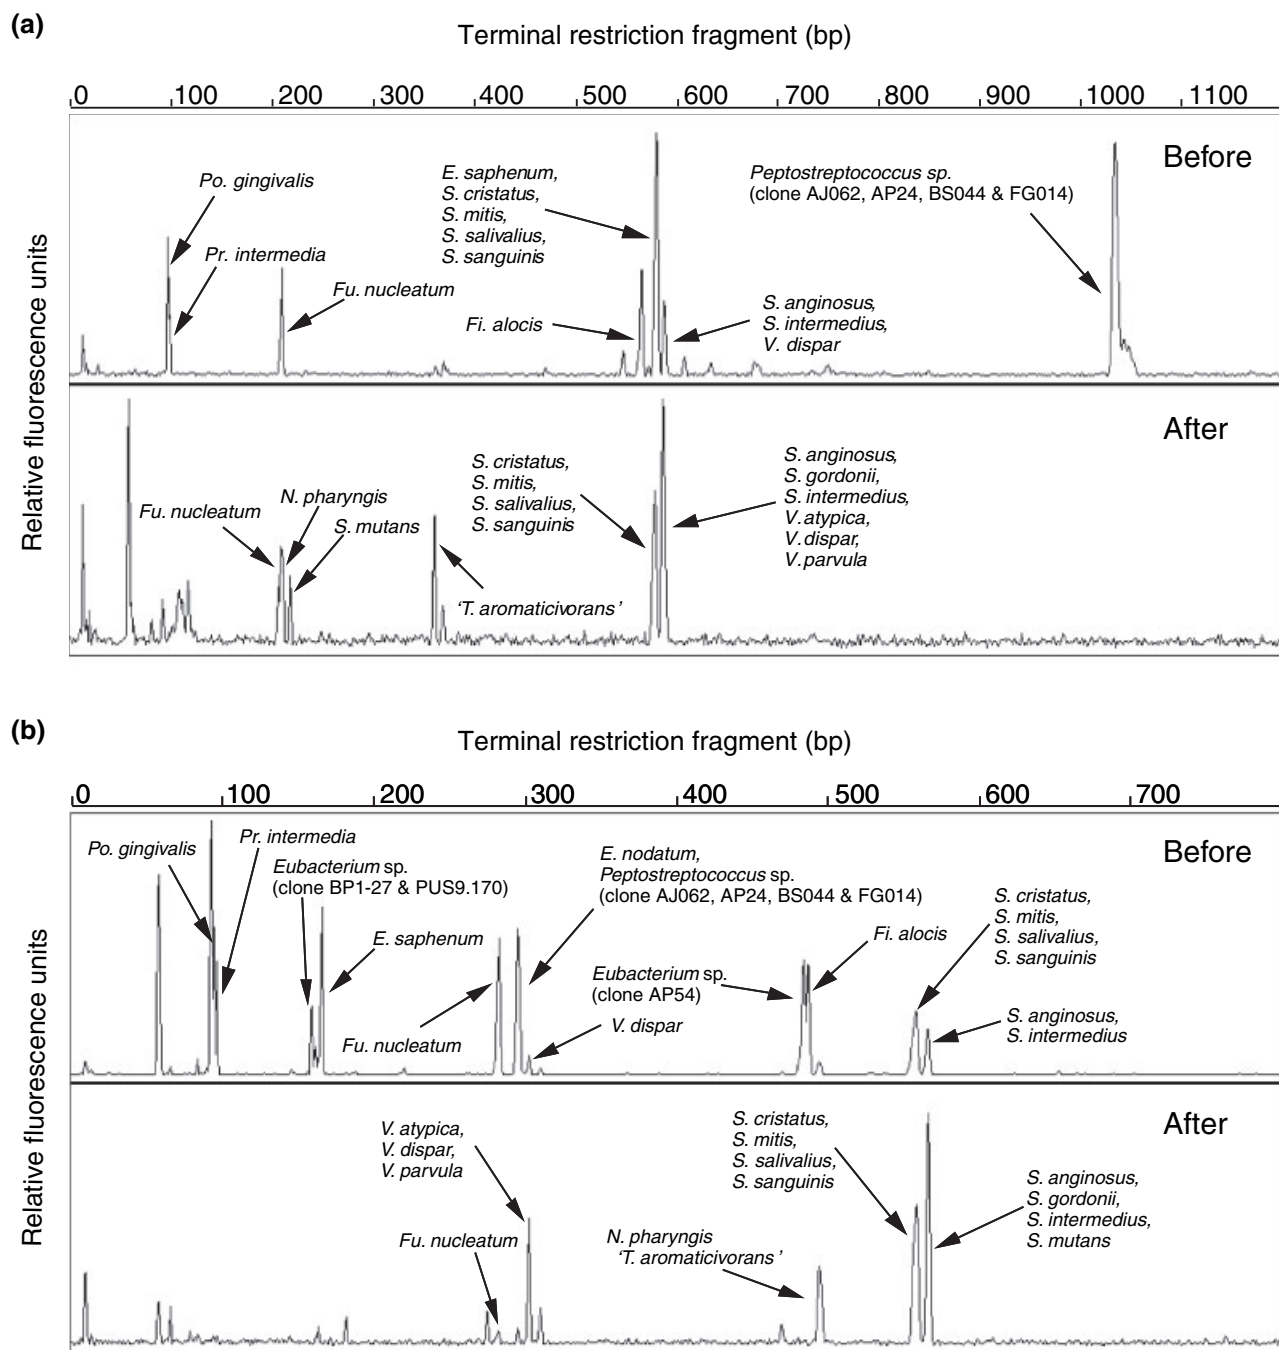 (a)
Terminal restriction fragment (bp)
0 100 200 300 400 500 600 700 800 900 1000 1100
Relative fluorescence units
Before
Po. gingivalis
Pr. intermedia
Fu. nucleatum
E. saphenum,
S. cristatus,
S. mitis,
S. salivalius,
S. sanguinis
Fi. alocis
S. anginosus,
S. intermedius,
V. dispar
Peptostreptococcus sp.
(clone AJ062, AP24, BS044 & FG014)
After
Fu. nucleatum
N. pharyngis
S. mutans
'T. aromaticivorans'
S. cristatus,
S. mitis,
S. salivalius,
S. sanguinis
S. anginosus,
S. gordonii,
S. intermedius,
V. atypica,
V. dispar,
V. parvula
(b)
Terminal restriction fragment (bp)
0 100 200 300 400 500 600 700
Relative fluorescence units
Before
Po. gingivalis
Pr. intermedia
Eubacterium sp.
(clone BP1-27 & PUS9.170)
E. saphenum
Fu. nucleatum
E. nodatum,
Peptostreptococcus sp.
(clone AJ062, AP24, BS044 & FG014)
V. dispar
Eubacterium sp.
(clone AP54)
Fi. alocis
S. cristatus,
S. mitis,
S. salivalius,
S. sanguinis
S. anginosus,
S. intermedius
After
V. atypica,
V. dispar,
V. parvula
Fu. nucleatum
N. pharyngis
'T. aromaticivorans'
S. cristatus,
S. mitis,
S. salivalius,
S. sanguinis
S. anginosus,
S. gordonii,
S. intermedius,
S. mutans